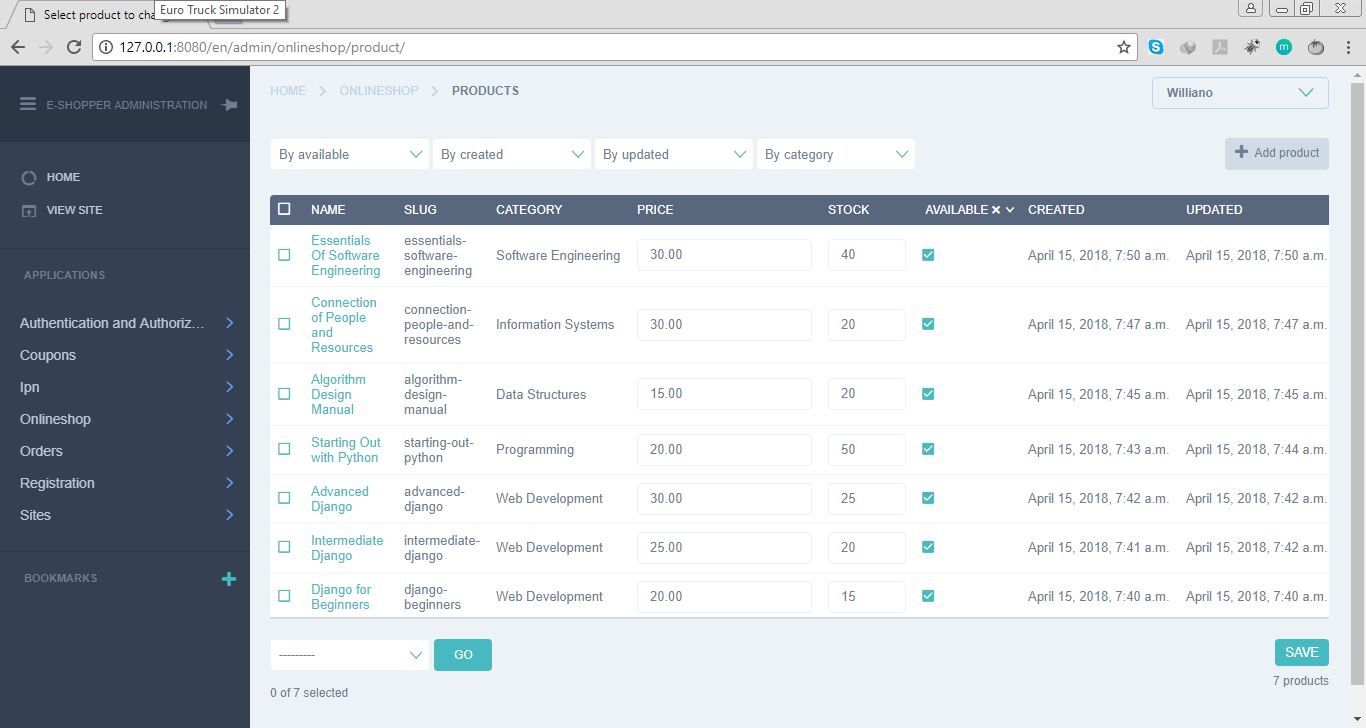 Select product to cha
Euro Truck Simulator 2
127.0.0.1:8080/en/admin/onlineshop/product/
E-SHOPPER ADMINISTRATION
HOME
VIEW SITE
APPLICATIONS
Authentication and Authoriz...
Coupons
Ipn
Onlineshop
Orders
Registration
Sites
BOOKMARKS
HOME > ONLINESHOP > PRODUCTS
Williano
By available By created By updated By category
Add product
NAME SLUG CATEGORY PRICE STOCK AVAILABLE CREATED UPDATED
Essentials
Of Software
Engineering
essentials-
software-
engineering
Software Engineering 30.00 40 April 15, 2018, 7:50 a.m. April 15, 2018, 7:50 a.m.
Connection
of People
and
Resources
connection-
people-and-
resources
Information Systems 30.00 20 April 15, 2018, 7:47 a.m. April 15, 2018, 7:47 a.m.
Algorithm
Design
Manual
algorithm-
design-
manual
Data Structures 15.00 20 April 15, 2018, 7:45 a.m. April 15, 2018, 7:45 a.m.
Starting Out
with Python
starting-out-
python
Programming 20.00 50 April 15, 2018, 7:43 a.m. April 15, 2018, 7:44 a.m.
Advanced
Django
advanced-
django
Web Development 30.00 25 April 15, 2018, 7:42 a.m. April 15, 2018, 7:42 a.m.
Intermediate
Django
intermediate-
django
Web Development 25.00 20 April 15, 2018, 7:41 a.m. April 15, 2018, 7:42 a.m.
Django for
Beginners
django-
beginners
Web Development 20.00 15 April 15, 2018, 7:40 a.m. April 15, 2018, 7:40 a.m.
---------
GO
SAVE
0 of 7 selected
7 products